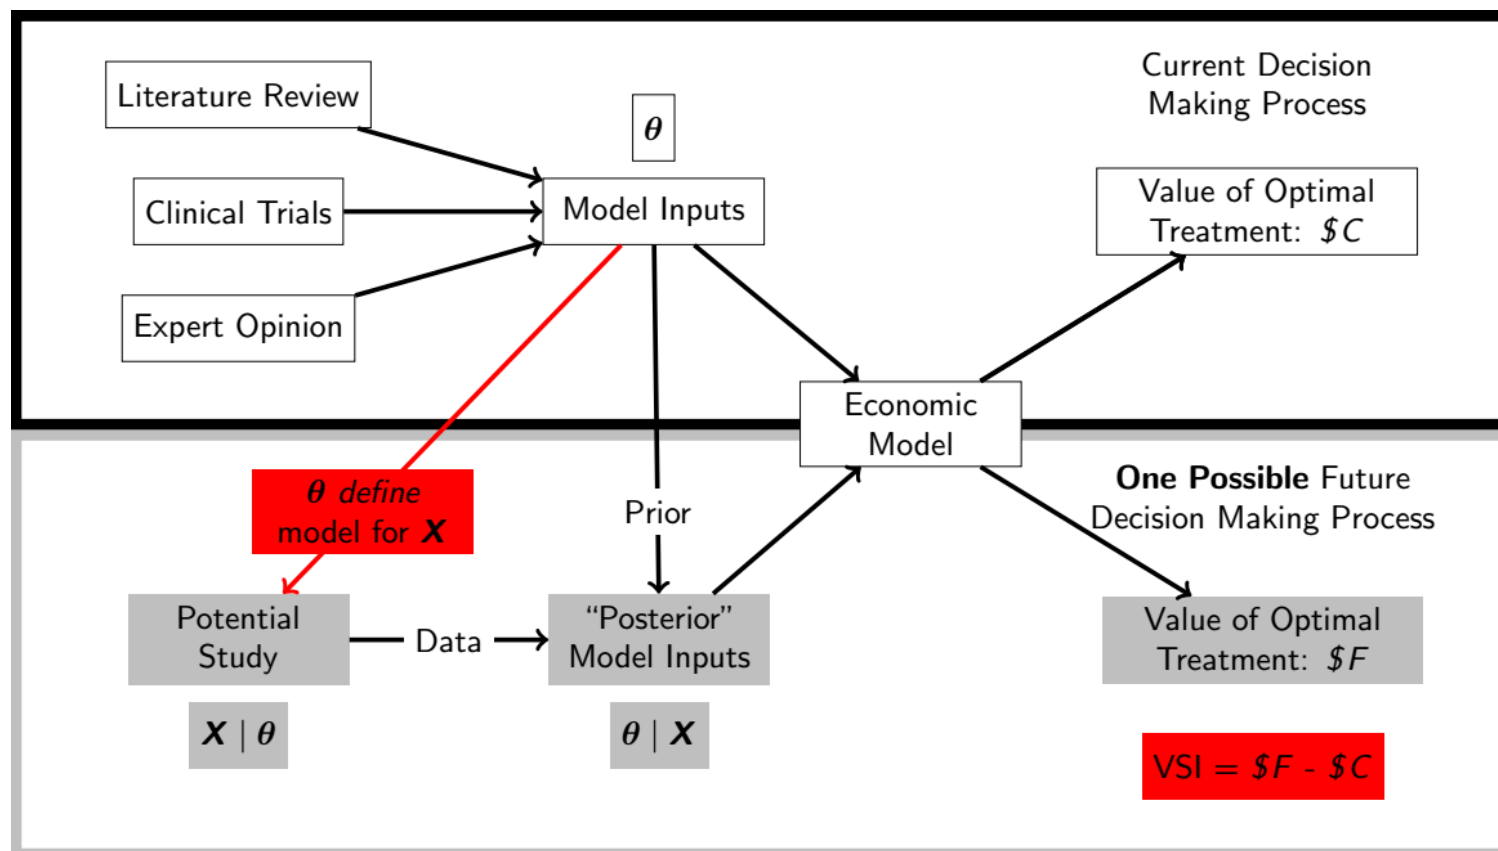 Literature Review
Clinical Trials
Expert Opinion
θ
Model Inputs
Current Decision
Making Process
Value of Optimal
Treatment: $C
Economic
Model
θ define
model for X
Prior
One Possible Future
Decision Making Process
Potential
Study
Data
“Posterior”
Model Inputs
Value of Optimal
Treatment: $F
X | θ
θ | X
VSI = $F - $C